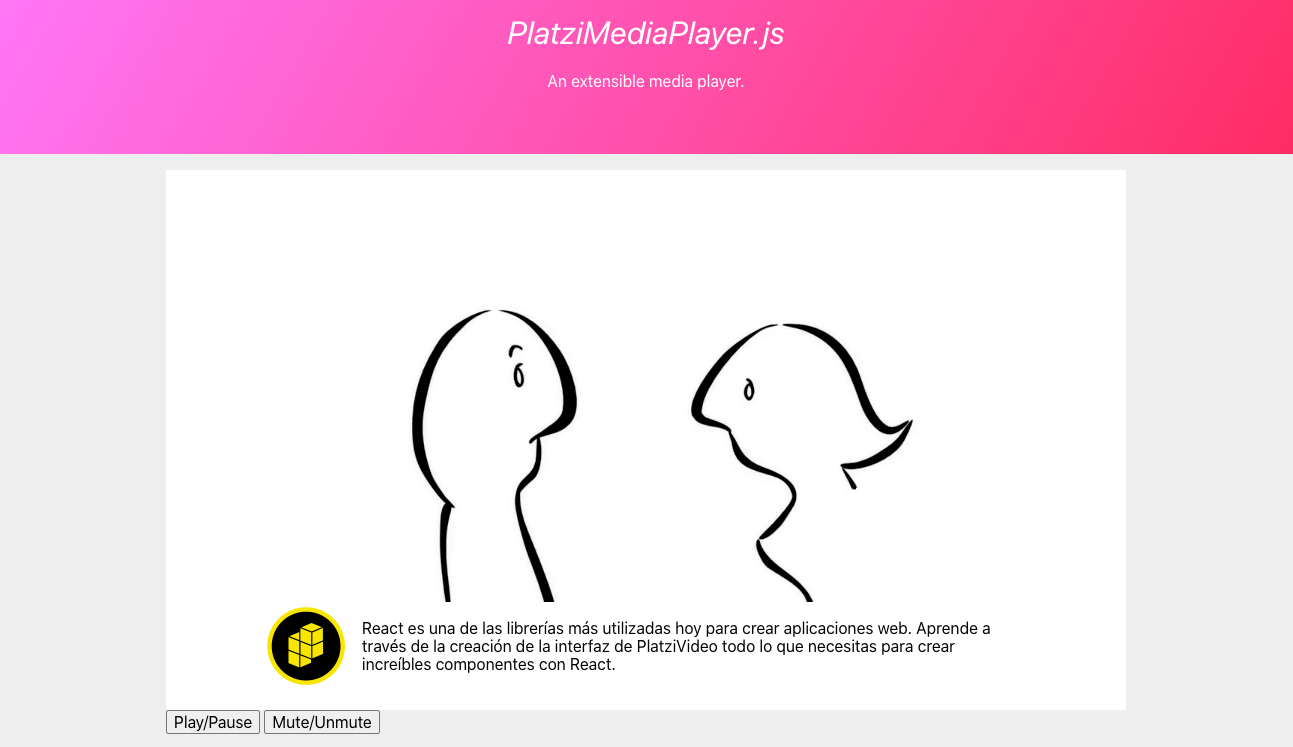 PlatziMediaPlayer.js
An extensible media player.
React es una de las librerías más utilizadas hoy para crear aplicaciones web. Aprende a
través de la creación de la interfaz de PlatziVideo todo lo que necesitas para crear
increíbles componentes con React.
Play/Pause Mute/Unmute